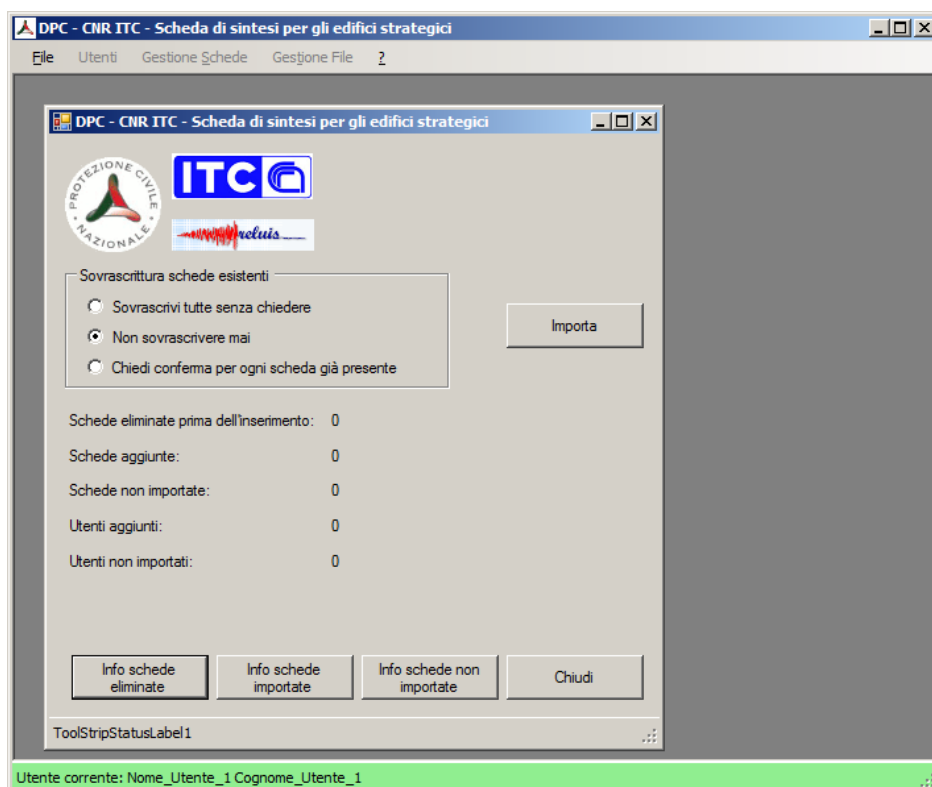 DPC - CNR ITC - Scheda di sintesi per gli edifici strategici
File Utenti Gestione Schede Gestione File ?
DPC - CNR ITC - Scheda di sintesi per gli edifici strategici
PROTEZIONE CIVILE
NAZIONALE
ITC
reluis
Sovrascrittura schede esistenti
Sovrascrivi tutte senza chiedere
Non sovrascrivere mai
Chiedi conferma per ogni scheda già presente
Importa
Schede eliminate prima dell'inserimento: 0
Schede aggiunte: 0
Schede non importate: 0
Utenti aggiunti: 0
Utenti non importati: 0
Info schede
eliminate
Info schede
importate
Info schede non
importate
Chiudi
ToolStripStatusLabel1
Utente corrente: Nome_Utente_1 Cognome_Utente_1